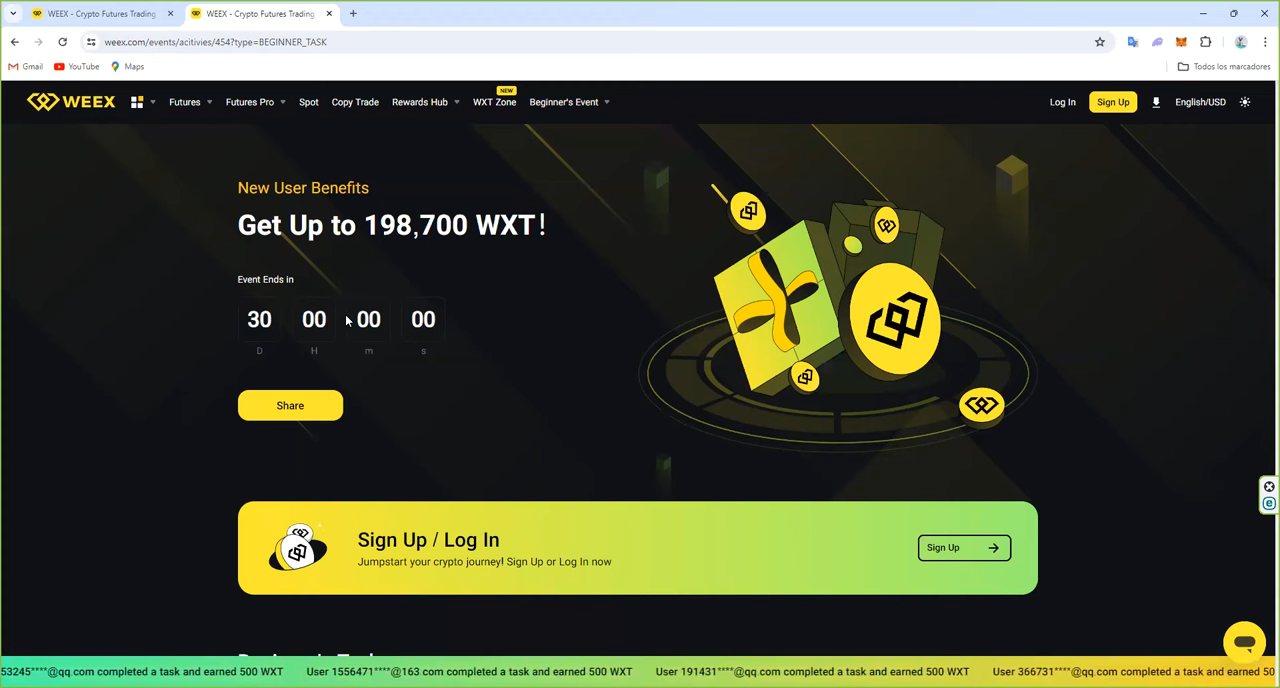 WEEX - Crypto Futures Trading
WEEX - Crypto Futures Trading
weex.com/events/acitivies/454?type=BEGINNER_TASK
Gmail
YouTube
Maps
Todos los marcadores
WEEX
Futures
Futures Pro
Spot
Copy Trade
Rewards Hub
NEW
WXT Zone
Beginner's Event
Log In
Sign Up
English/USD
New User Benefits
Get Up to 198,700 WXT!
Event Ends in
30 00 00 00
D H m s
Share
Sign Up / Log In
Jumpstart your crypto journey! Sign Up or Log In now
Sign Up
53245****@qq.com completed a task and earned 500 WXT User 1556471****@163.com completed a task and earned 500 WXT User 191431****@qq.com completed a task and earned 500 WXT User 366731****@qq.com completed a task and earned 50